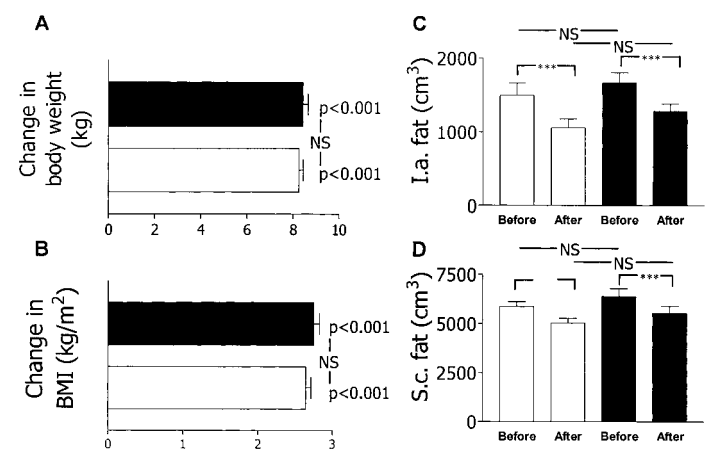 A
Change in
body weight
(kg)
p<0.001
NS
p<0.001
0 2 4 6 8 10
B
Change in
BMI (kg/m²)
p<0.001
NS
p<0.001
0 1 2 3
C
NS
NS
*** ***
I.a. fat (cm³)
2000
1000
0
Before After Before After
D
NS
NS
***
S.c. fat (cm³)
7500
5000
2500
0
Before After Before After